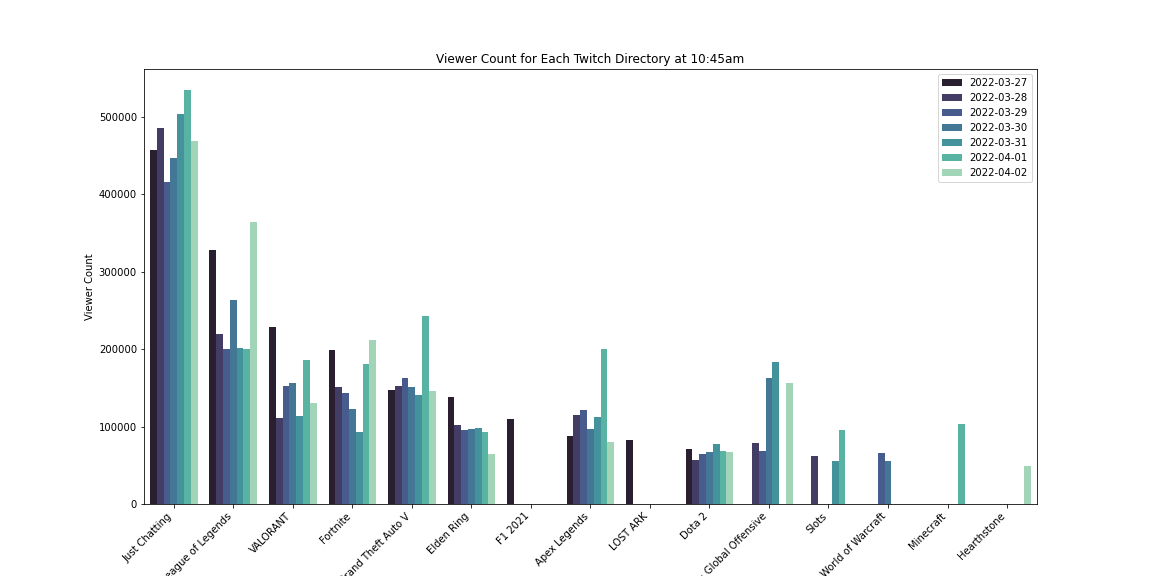 Viewer Count for Each Twitch Directory at 10:45am
2022-03-27
2022-03-28
2022-03-29
2022-03-30
2022-03-31
2022-04-01
2022-04-02
500000
400000
300000
200000
100000
0
Viewer Count
Just Chatting
eague of Legends
VALORANT
Fortnite
rand Theft Auto V
Elden Ring
F1 2021
Apex Legends
LOST ARK
Dota 2
: Global Offensive
Slots
World of Warcraft
Minecraft
Hearthstone